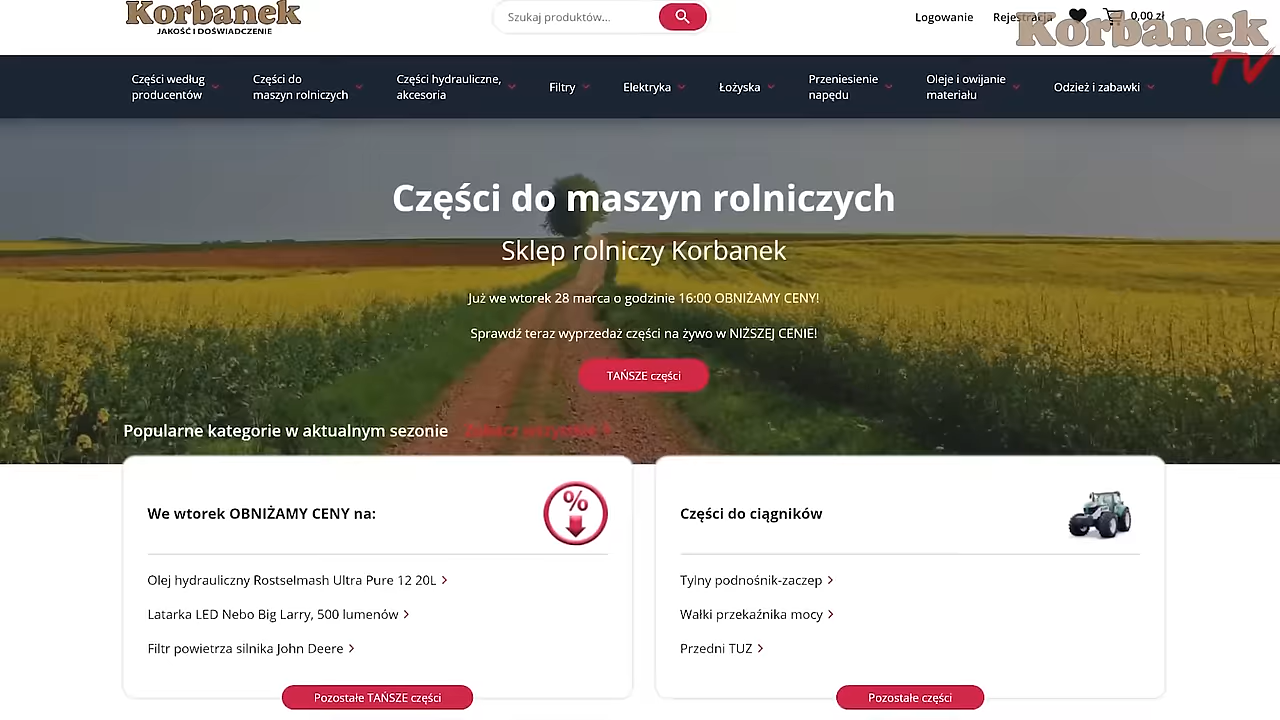 Korbanek
JAKOŚĆ I DOŚWIADCZENIE
Szukaj produktów...
Logowanie
Rejestracja
0,00 zł
Korbanek
TV
Części według
producentów
Części do
maszyn rolniczych
Części hydrauliczne,
akcesoria
Filtry
Elektryka
Łożyska
Przeniesienie
napędu
Oleje i owijanie
materiału
Odzież i zabawki
Części do maszyn rolniczych
Sklep rolniczy Korbanek
Już we wtorek 28 marca o godzinie 16:00 OBNIŻAMY CENY!
Sprawdź teraz wyprzedaż części na żywo w NIŻSZEJ CENIE!
TAŃSZE części
Popularne kategorie w aktualnym sezonie
Zobacz wszystkie
We wtorek OBNIŻAMY CENY na:
%
Olej hydrauliczny Rostselmash Ultra Pure 12 20L
Latarka LED Nebo Big Larry, 500 lumenów
Filtr powietrza silnika John Deere
Pozostałe TAŃSZE części
Części do ciągników
Tylny podnośnik-zaczep
Wałki przekaźnika mocy
Przedni TUZ
Pozostałe części